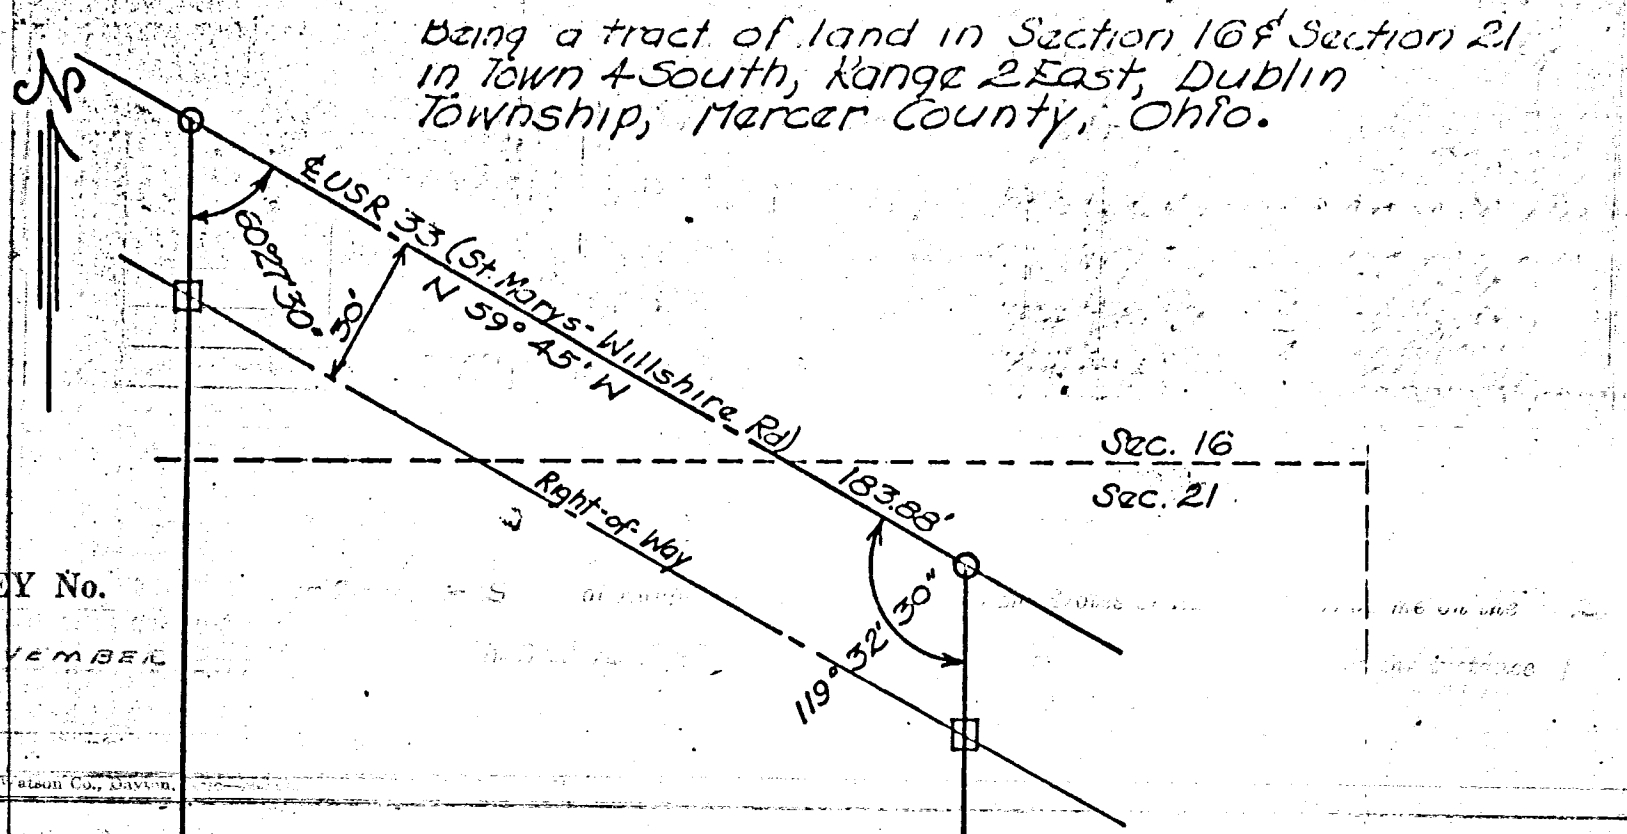 Being a tract of land in Section 16 & Section 21
in Town 4 South, Range 2 East, Dublin
Township, Mercer County, Ohio.
N
℄ USR 33 (St. Marys-Willshire Rd)
N 59° 45' W
60°27'30"
30'
183.88'
Sec. 16
Sec. 21
Right-of-Way
119° 32' 30"
EY No.
VEMBER
atson Co., Dayton,